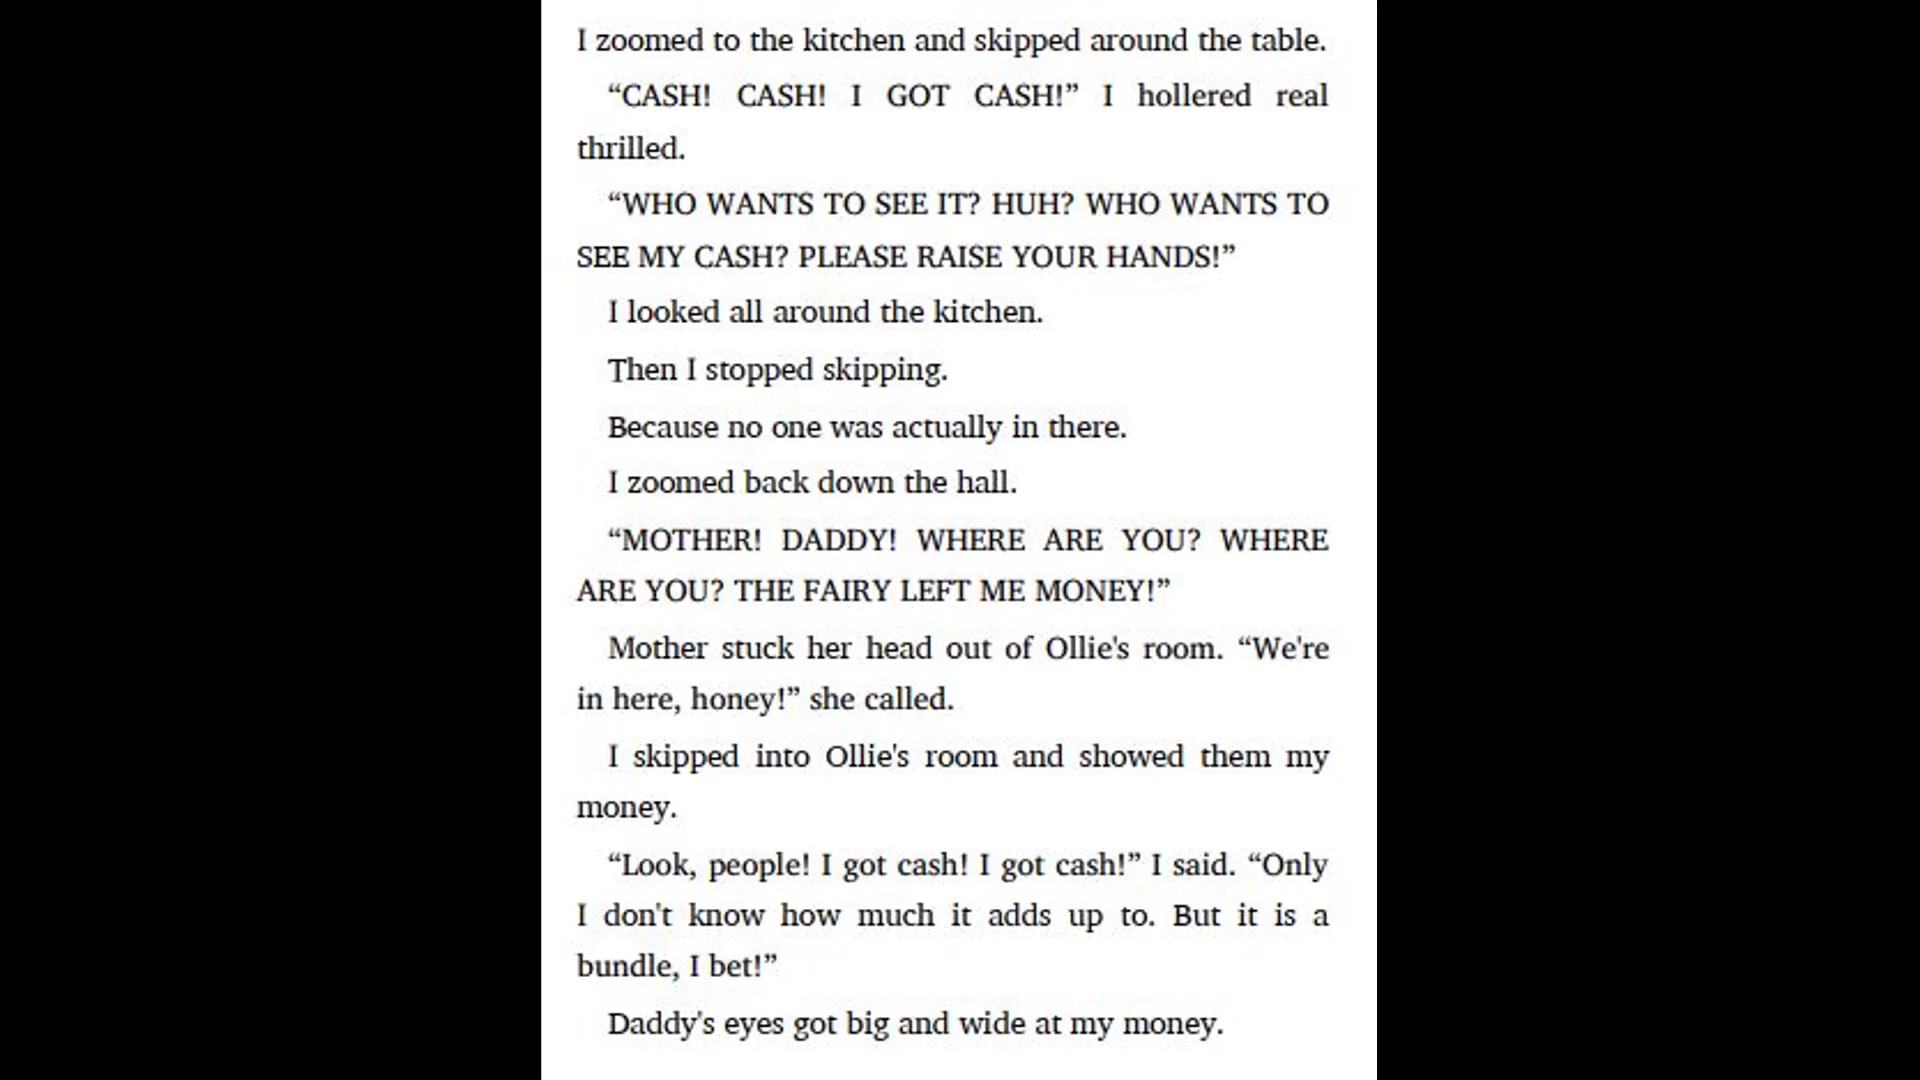 I zoomed to the kitchen and skipped around the table.
“CASH! CASH! I GOT CASH!” I hollered real
thrilled.
“WHO WANTS TO SEE IT? HUH? WHO WANTS TO
SEE MY CASH? PLEASE RAISE YOUR HANDS!”
I looked all around the kitchen.
Then I stopped skipping.
Because no one was actually in there.
I zoomed back down the hall.
“MOTHER! DADDY! WHERE ARE YOU? WHERE
ARE YOU? THE FAIRY LEFT ME MONEY!”
Mother stuck her head out of Ollie's room. “We're
in here, honey!” she called.
I skipped into Ollie's room and showed them my
money.
“Look, people! I got cash! I got cash!” I said. “Only
I don't know how much it adds up to. But it is a
bundle, I bet!”
Daddy's eyes got big and wide at my money.